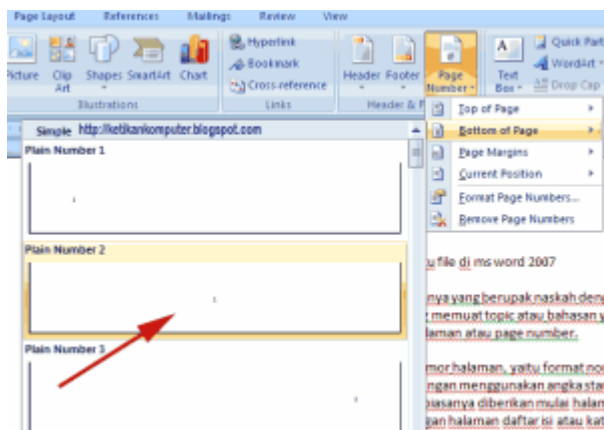 Page Layout References Mailings Review View
Picture Clip Art Shapes SmartArt Chart
Hyperlink
Bookmark
Cross-reference
Header Footer Page Number
Text Box
Quick Part
WordArt
Drop Cap
Illustrations Links Header & F
Top of Page
Bottom of Page
Page Margins
Current Position
Format Page Numbers...
Remove Page Numbers
Simple http://ketikankomputer.blogspot.com
Plain Number 1
1
Plain Number 2
1
Plain Number 3
1
u file di ms word 2007
nya yang berupak naskah deng
memuat topic atau bahasan y
laman atau page number.
mor halaman, yaitu format no
ngan menggunakan angka sta
biasanya diberikan mulai halam
gan halaman daftar isi atau kat